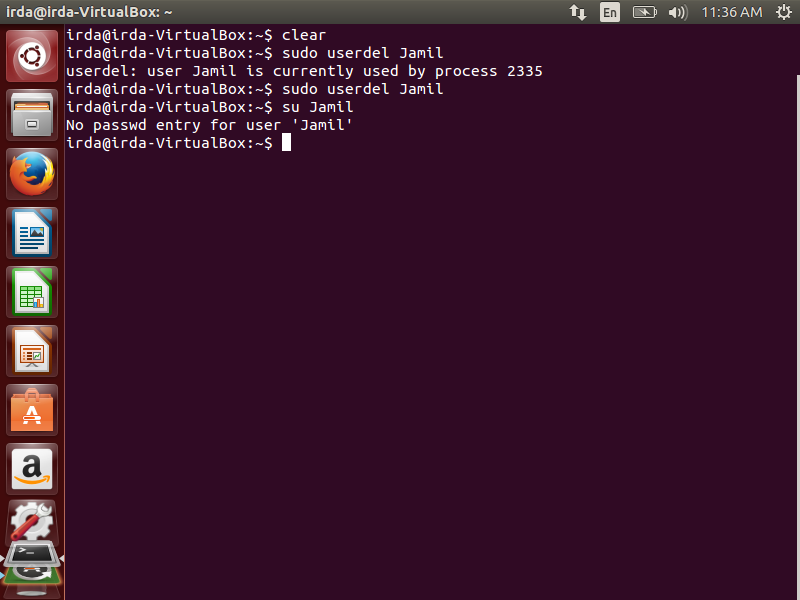 irda@irda-VirtualBox: ~
En
11:36 AM
irda@irda-VirtualBox:~$ clear
irda@irda-VirtualBox:~$ sudo userdel Jamil
userdel: user Jamil is currently used by process 2335
irda@irda-VirtualBox:~$ sudo userdel Jamil
irda@irda-VirtualBox:~$ su Jamil
No passwd entry for user 'Jamil'
irda@irda-VirtualBox:~$